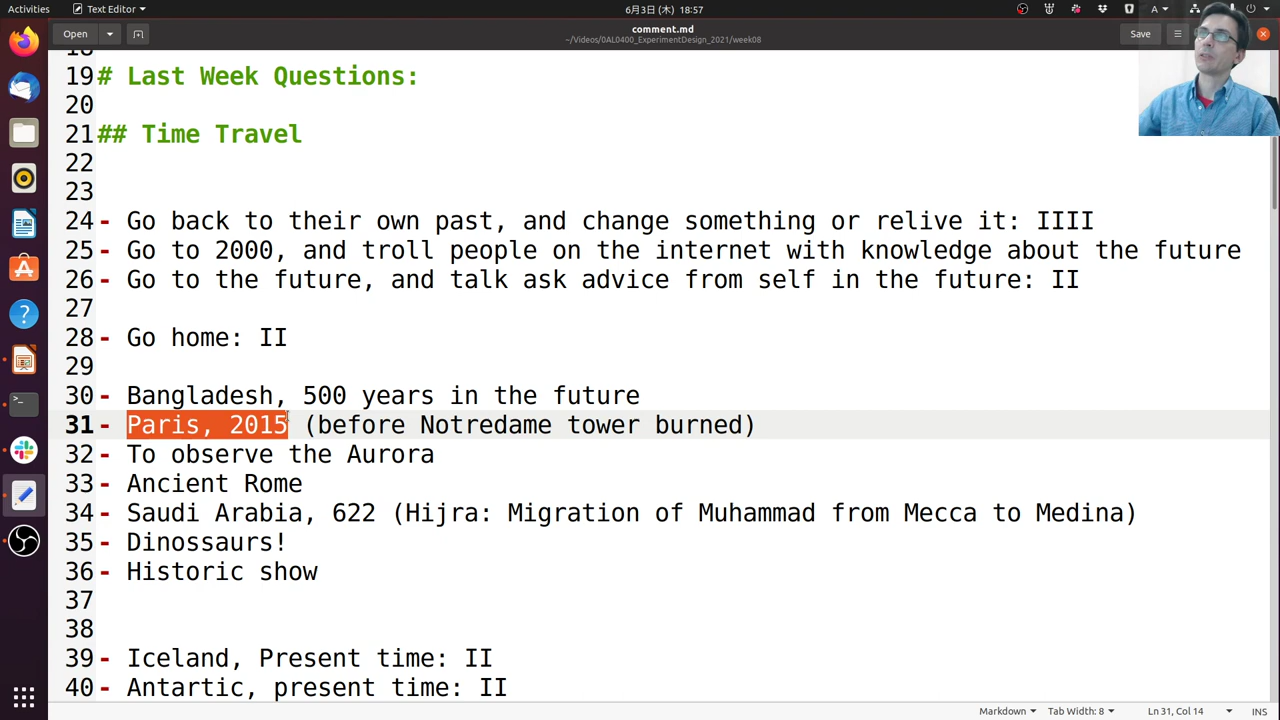 Activities Text Editor 6月3日 (木) 18:57 A
Open comment.md Save
~/Videos/0AL0400_ExperimentDesign_2021/week08
18
19 # Last Week Questions:
20
21 ## Time Travel
22
23
24 - Go back to their own past, and change something or relive it: IIII
25 - Go to 2000, and troll people on the internet with knowledge about the future
26 - Go to the future, and talk ask advice from self in the future: II
27
28 - Go home: II
29
30 - Bangladesh, 500 years in the future
31 - Paris, 2015 (before Notredame tower burned)
32 - To observe the Aurora
33 - Ancient Rome
34 - Saudi Arabia, 622 (Hijra: Migration of Muhammad from Mecca to Medina)
35 - Dinossaurs!
36 - Historic show
37
38
39 - Iceland, Present time: II
40 - Antartic, present time: II
Markdown Tab Width: 8 Ln 31, Col 14 INS